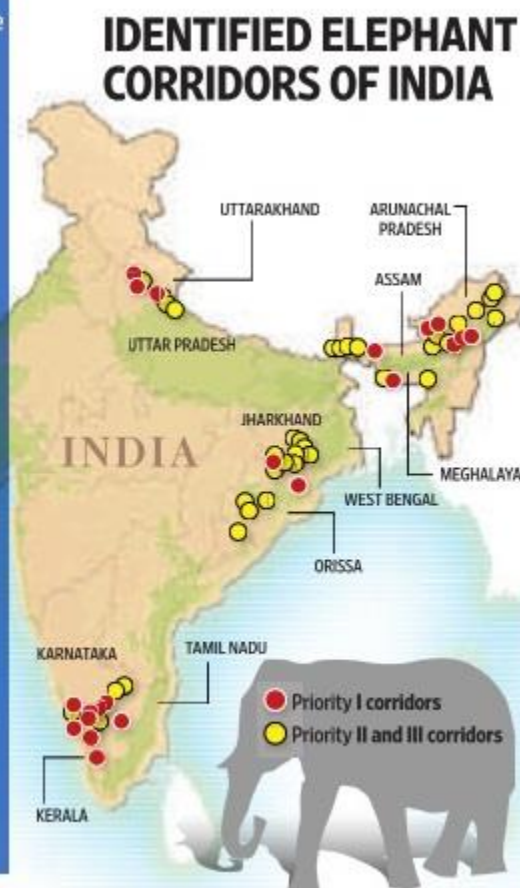 IDENTIFIED ELEPHANT
CORRIDORS OF INDIA
UTTARAKHAND
ARUNACHAL
PRADESH
ASSAM
UTTAR PRADESH
JHARKHAND
INDIA
MEGHALAYA
WEST BENGAL
ORISSA
KARNATAKA
TAMIL NADU
Priority I corridors
Priority II and III corridors
KERALA